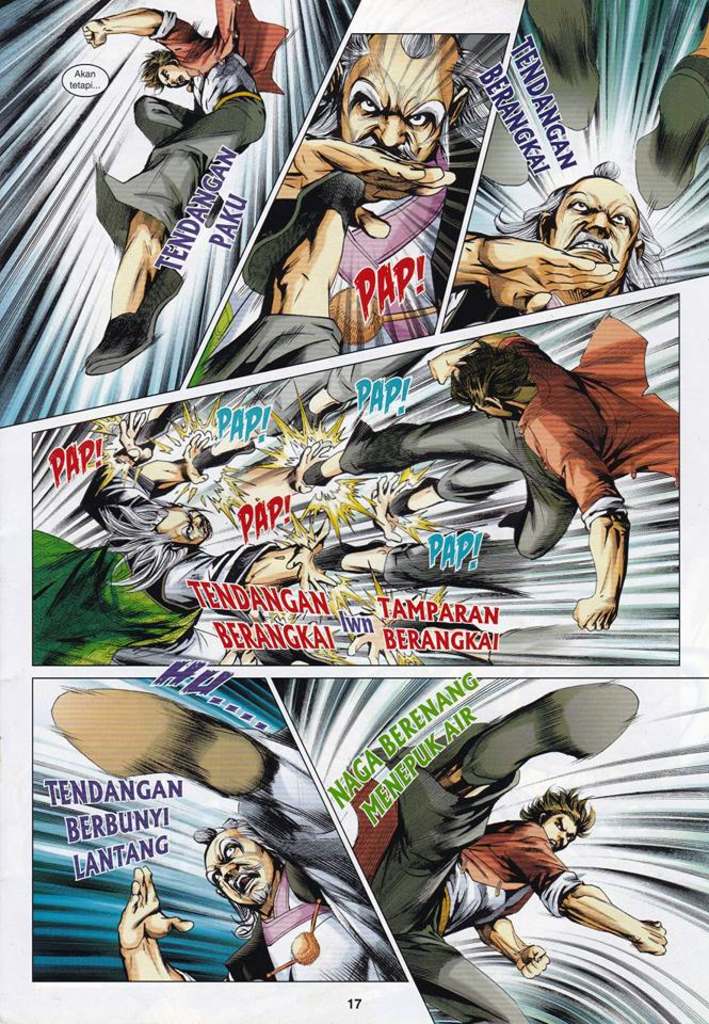 Akan
tetapi...
TENDANGAN
PAKU
PAP!
TENDANGAN
BERANGKAI
PAP!
PAP!
PAP!
PAP!
PAP!
TENDANGAN
BERANGKAI
lwn
TAMPARAN
BERANGKAI
HU.....
TENDANGAN
BERBUNYI
LANTANG
NAGA BERENANG
MENEPUK AIR
17